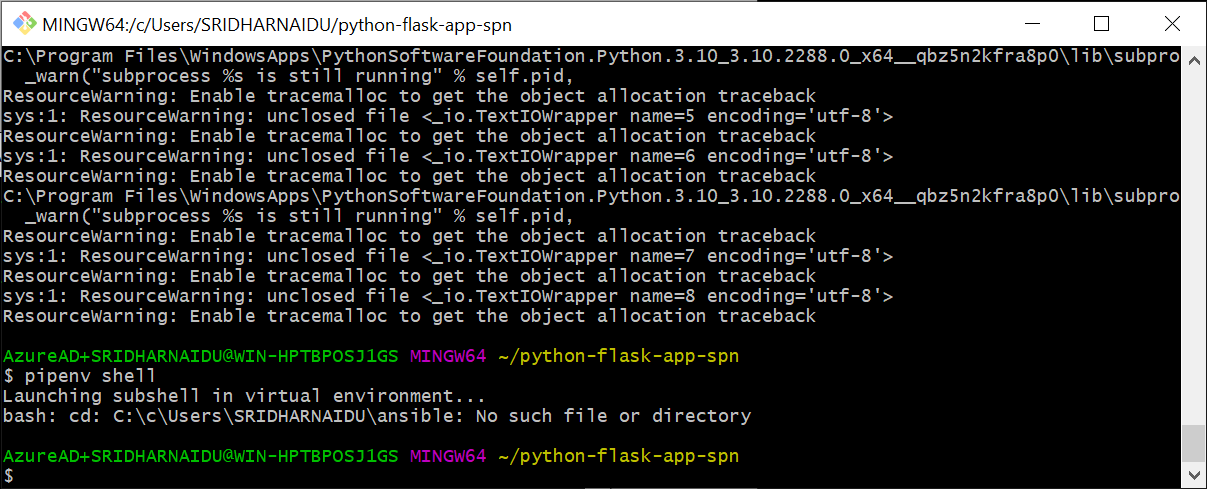 MINGW64:/c/Users/SRIDHARNAIDU/python-flask-app-spn
C:\Program Files\WindowsApps\PythonSoftwareFoundation.Python.3.10_3.10.2288.0_x64__qbz5n2kfra8p0\lib\subpro
  _warn("subprocess %s is still running" % self.pid,
ResourceWarning: Enable tracemalloc to get the object allocation traceback
sys:1: ResourceWarning: unclosed file <_io.TextIOWrapper name=5 encoding='utf-8'>
ResourceWarning: Enable tracemalloc to get the object allocation traceback
sys:1: ResourceWarning: unclosed file <_io.TextIOWrapper name=6 encoding='utf-8'>
ResourceWarning: Enable tracemalloc to get the object allocation traceback
C:\Program Files\WindowsApps\PythonSoftwareFoundation.Python.3.10_3.10.2288.0_x64__qbz5n2kfra8p0\lib\subpro
  _warn("subprocess %s is still running" % self.pid,
ResourceWarning: Enable tracemalloc to get the object allocation traceback
sys:1: ResourceWarning: unclosed file <_io.TextIOWrapper name=7 encoding='utf-8'>
ResourceWarning: Enable tracemalloc to get the object allocation traceback
sys:1: ResourceWarning: unclosed file <_io.TextIOWrapper name=8 encoding='utf-8'>
ResourceWarning: Enable tracemalloc to get the object allocation traceback
AzureAD+SRIDHARNAIDU@WIN-HPTBPOSJ1GS MINGW64 ~/python-flask-app-spn
$ pipenv shell
Launching subshell in virtual environment...
bash: cd: C:\c\Users\SRIDHARNAIDU\ansible: No such file or directory
AzureAD+SRIDHARNAIDU@WIN-HPTBPOSJ1GS MINGW64 ~/python-flask-app-spn
$